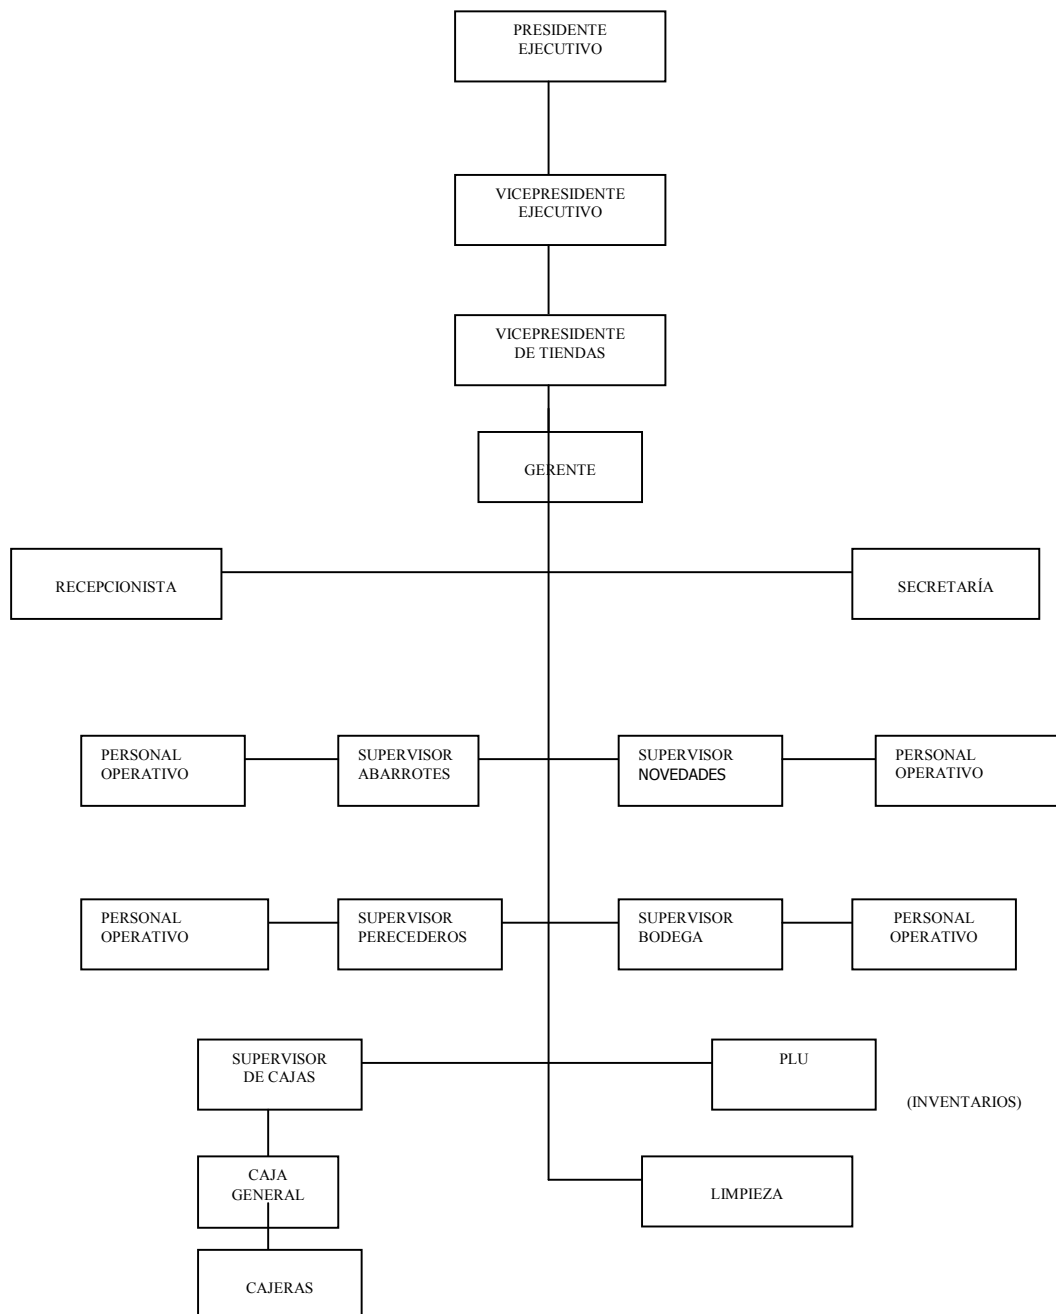 PRESIDENTE
EJECUTIVO
VICEPRESIDENTE
EJECUTIVO
VICEPRESIDENTE
DE TIENDAS
GERENTE
RECEPCIONISTA
SECRETARÍA
PERSONAL
OPERATIVO
SUPERVISOR
ABARROTES
SUPERVISOR
NOVEDADES
PERSONAL
OPERATIVO
PERSONAL
OPERATIVO
SUPERVISOR
PERECEDEROS
SUPERVISOR
BODEGA
PERSONAL
OPERATIVO
SUPERVISOR
DE CAJAS
PLU
(INVENTARIOS)
CAJA
GENERAL
LIMPIEZA
CAJERAS